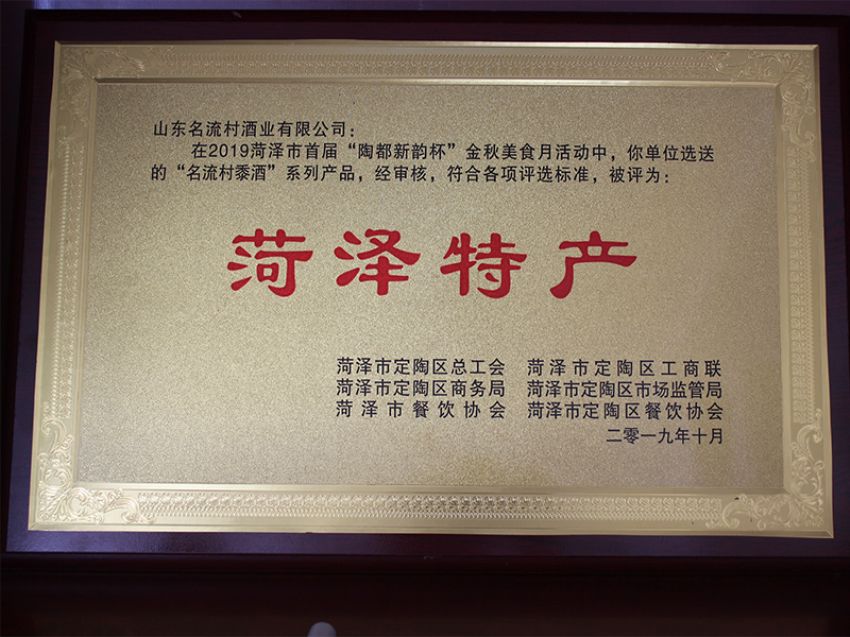 山东名流村酒业有限公司：
在2019菏泽市首届“陶都新韵杯”金秋美食月活动中，你单位选送
的“名流村黍酒”系列产品，经审核，符合各项评选标准，被评为：
菏泽特产
菏泽市定陶区总工会 菏泽市定陶区工商联
菏泽市定陶区商务局 菏泽市定陶区市场监管局
菏泽市餐饮协会 菏泽市定陶区餐饮协会
二零一九年十月